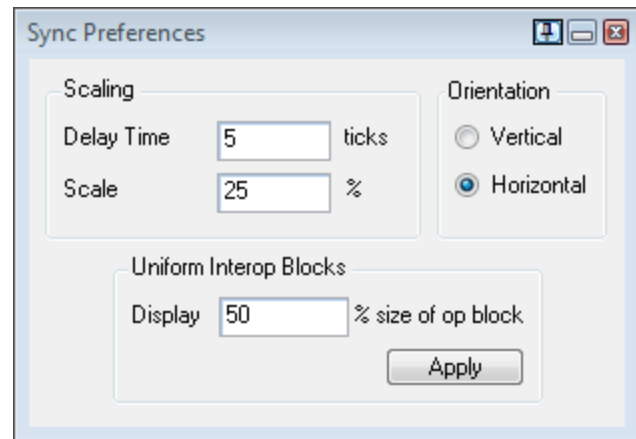 Sync Preferences
Scaling
Delay Time 5 ticks
Scale 25 %
Orientation
Vertical
Horizontal
Uniform Interop Blocks
Display 50 % size of op block
Apply